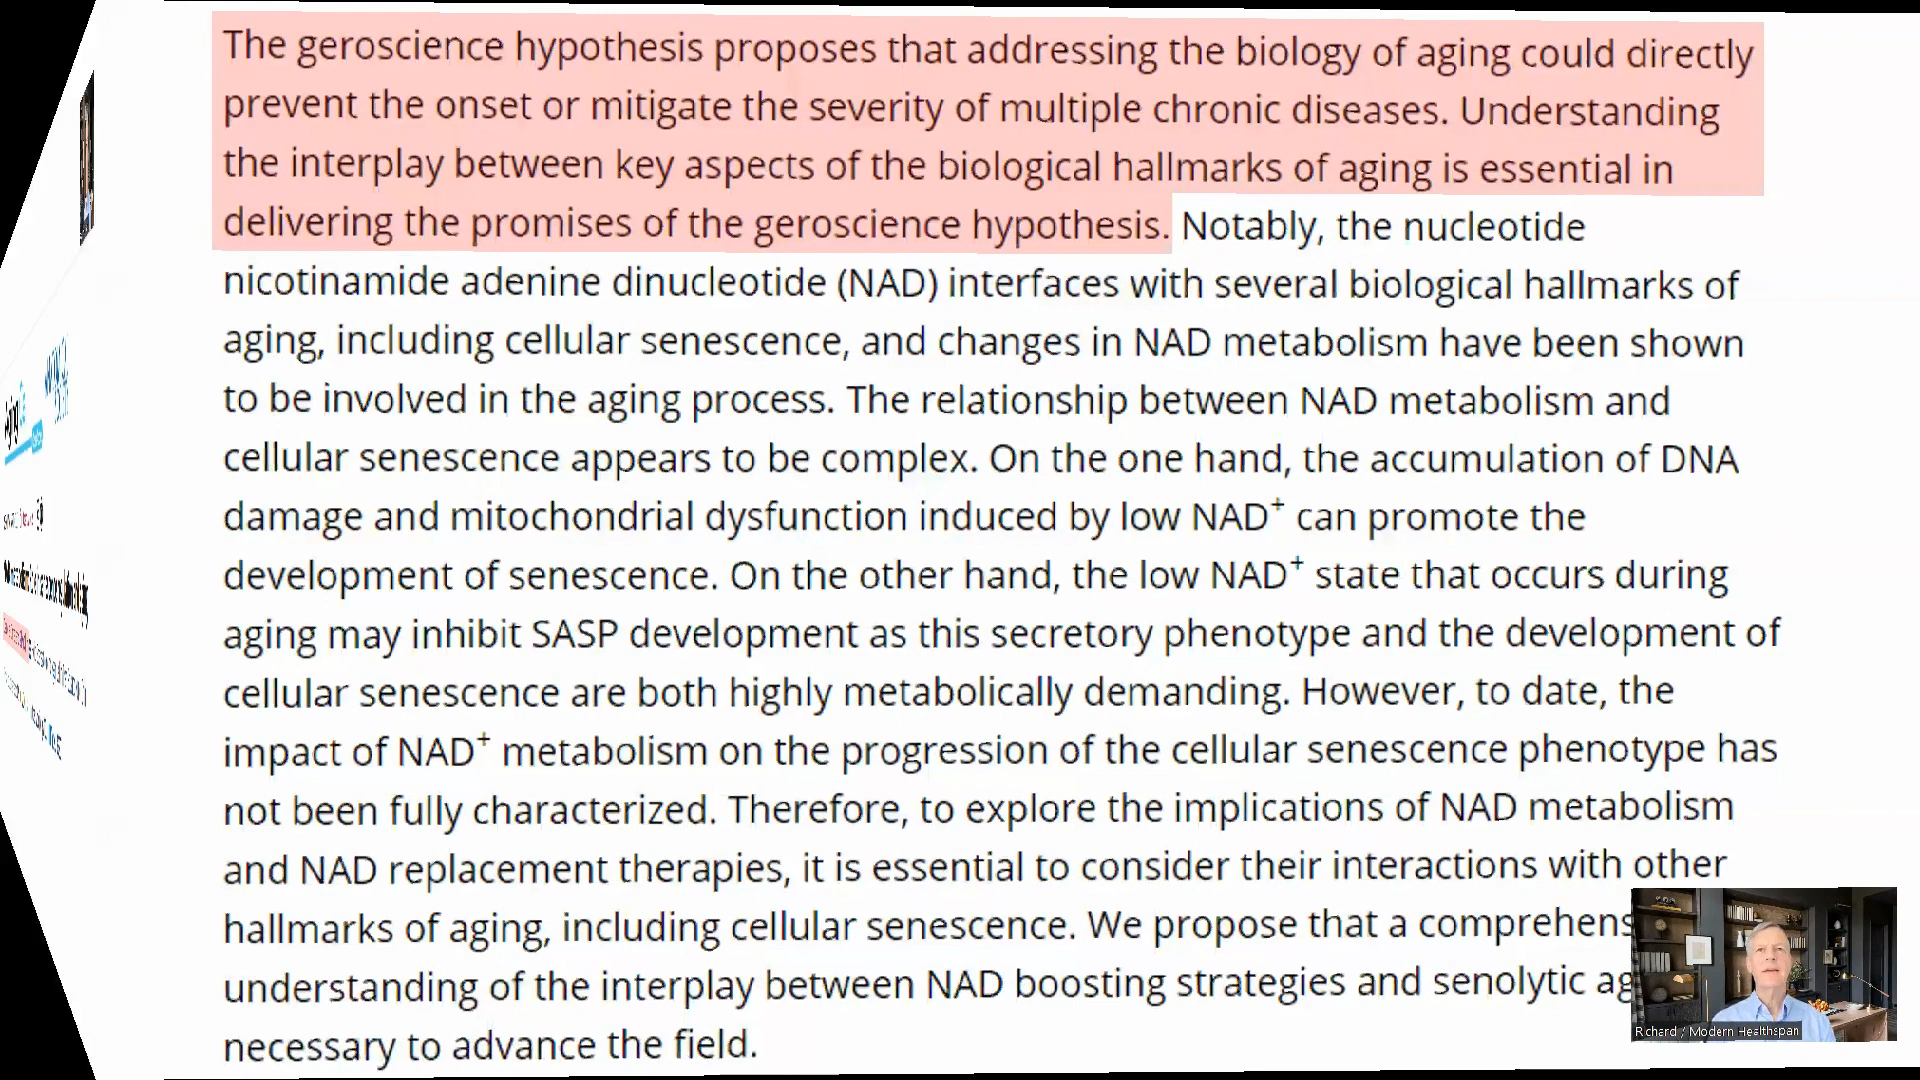 The geroscience hypothesis proposes that addressing the biology of aging could directly
prevent the onset or mitigate the severity of multiple chronic diseases. Understanding
the interplay between key aspects of the biological hallmarks of aging is essential in
delivering the promises of the geroscience hypothesis. Notably, the nucleotide
nicotinamide adenine dinucleotide (NAD) interfaces with several biological hallmarks of
aging, including cellular senescence, and changes in NAD metabolism have been shown
to be involved in the aging process. The relationship between NAD metabolism and
cellular senescence appears to be complex. On the one hand, the accumulation of DNA
damage and mitochondrial dysfunction induced by low NAD⁺ can promote the
development of senescence. On the other hand, the low NAD⁺ state that occurs during
aging may inhibit SASP development as this secretory phenotype and the development of
cellular senescence are both highly metabolically demanding. However, to date, the
impact of NAD⁺ metabolism on the progression of the cellular senescence phenotype has
not been fully characterized. Therefore, to explore the implications of NAD metabolism
and NAD replacement therapies, it is essential to consider their interactions with other
hallmarks of aging, including cellular senescence. We propose that a comprehens
understanding of the interplay between NAD boosting strategies and senolytic ag
necessary to advance the field.
Richard / Modern Healthspan